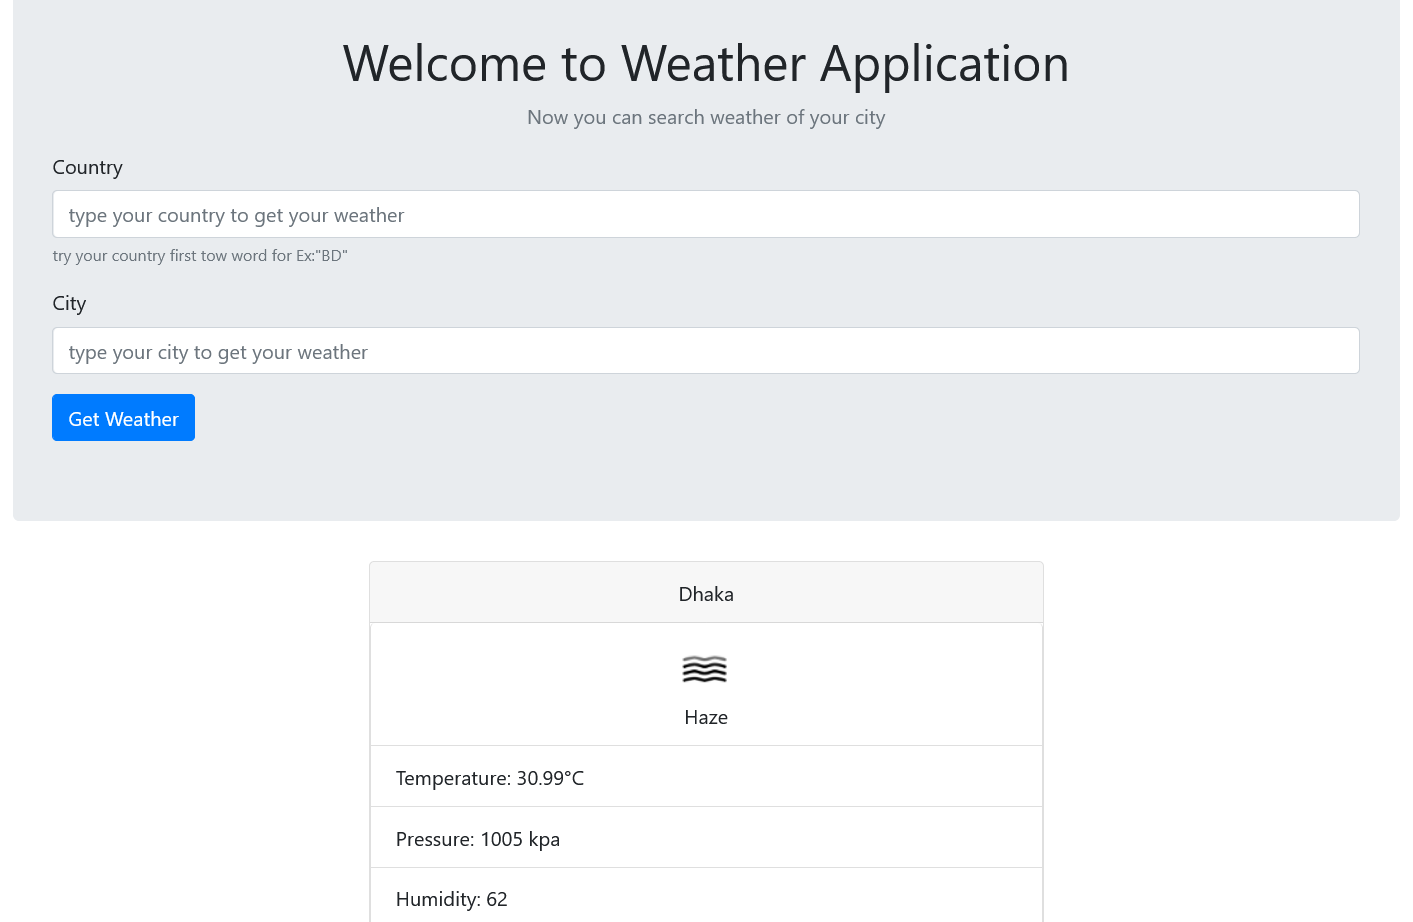 Welcome to Weather Application
Now you can search weather of your city
Country
type your country to get your weather
try your country first tow word for Ex:"BD"
City
type your city to get your weather
Get Weather
Dhaka
Haze
Temperature: 30.99°C
Pressure: 1005 kpa
Humidity: 62